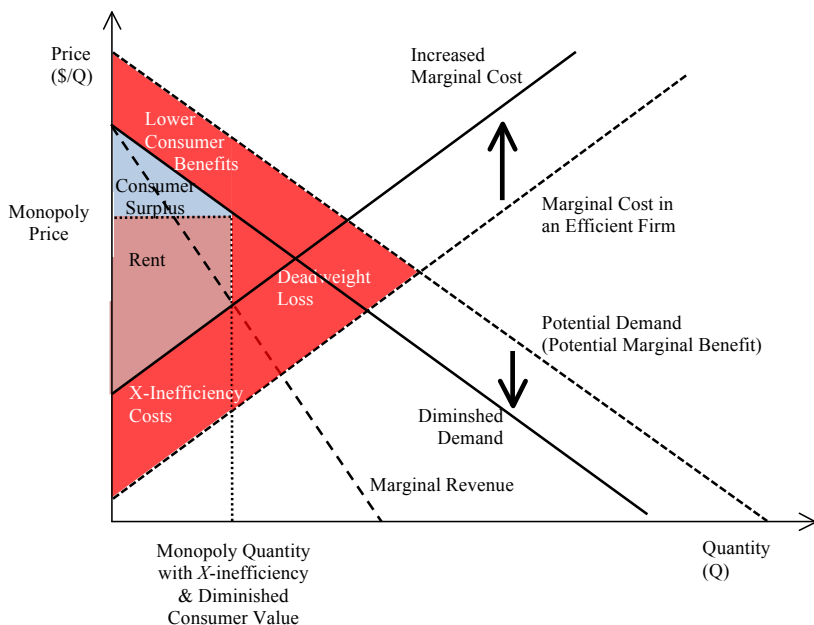 Price
($/Q)
Increased
Marginal Cost
Lower
Consumer
Benefits
Consumer
Surplus
Monopoly
Price
Marginal Cost in
an Efficient Firm
Rent
Deadweight
Loss
Potential Demand
(Potential Marginal Benefit)
X-Inefficiency
Costs
Diminshed
Demand
Marginal Revenue
Monopoly Quantity
with X-inefficiency
& Diminished
Consumer Value
Quantity
(Q)